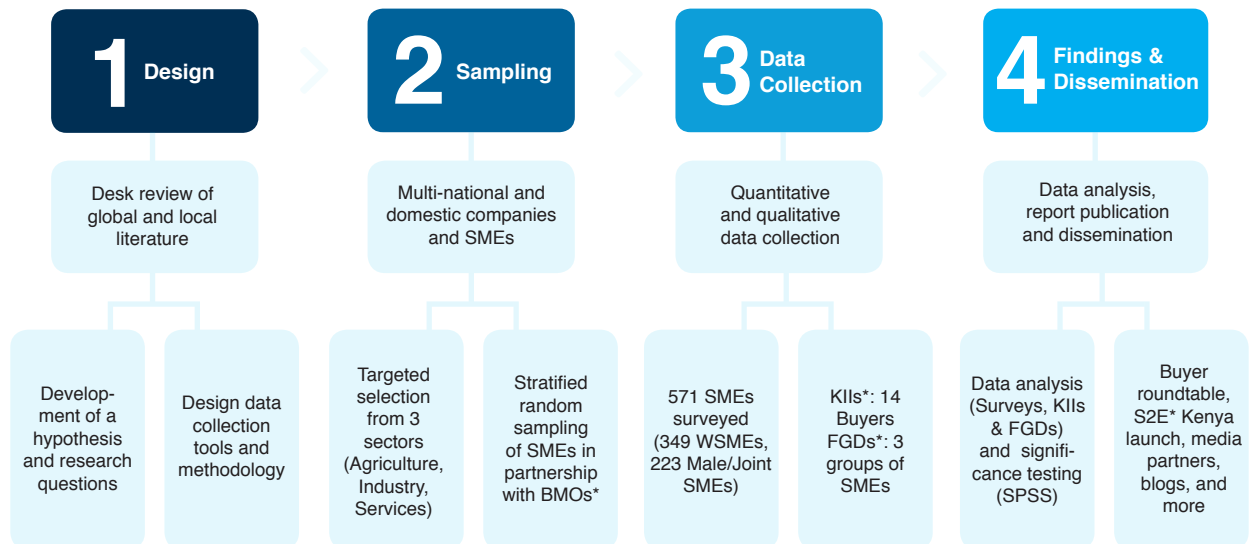 1 Design
2 Sampling
3 Data
Collection
4 Findings &
Dissemination
Desk review of
global and local
literature
Multi-national and
domestic companies
and SMEs
Quantitative
and qualitative
data collection
Data analysis,
report publication
and dissemination
Develop-
ment of a
hypothesis
and research
questions
Design data
collection
tools and
methodology
Targeted
selection
from 3
sectors
(Agriculture,
Industry,
Services)
Stratified
random
sampling
of SMEs in
partnership
with BMOs*
571 SMEs
surveyed
(349 WSMEs,
223 Male/Joint
SMEs)
KIIs*: 14
Buyers
FGDs*: 3
groups of
SMEs
Data analysis
(Surveys, KIIs
& FGDs)
and signifi-
cance testing
(SPSS)
Buyer
roundtable,
S2E* Kenya
launch, media
partners,
blogs, and
more